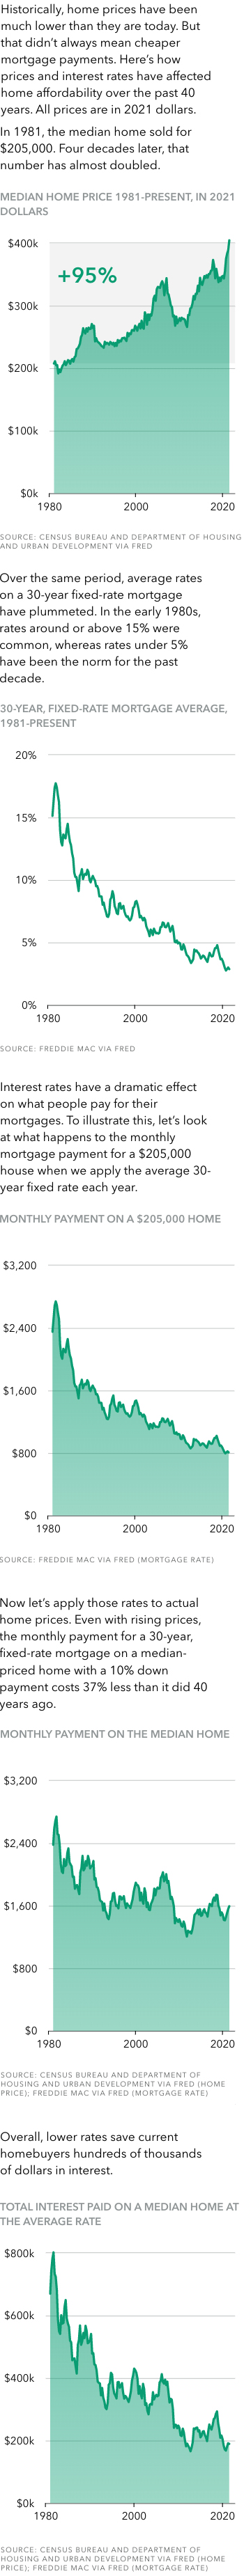 Historically, home prices have been
much lower than they are today. But
that didn't always mean cheaper
mortgage payments. Here's how
prices and interest rates have affected
home affordability over the past 40
years. All prices are in 2021 dollars.
In 1981, the median home sold for
$205,000. Four decades later, that
number has almost doubled.
MEDIAN HOME PRICE 1981-PRESENT, IN 2021
DOLLARS
$400k
+95%
$300k
$200k
$100k
$0k
1980 2000 2020
SOURCE: CENSUS BUREAU AND DEPARTMENT OF HOUSING
AND URBAN DEVELOPMENT VIA FRED
Over the same period, average rates
on a 30-year fixed-rate mortgage
have plummeted. In the early 1980s,
rates around or above 15% were
common, whereas rates under 5%
have been the norm for the past
decade.
30-YEAR, FIXED-RATE MORTGAGE AVERAGE,
1981-PRESENT
20%
15%
10%
5%
0%
1980 2000 2020
SOURCE: FREDDIE MAC VIA FRED
Interest rates have a dramatic effect
on what people pay for their
mortgages. To illustrate this, let's look
at what happens to the monthly
mortgage payment for a $205,000
house when we apply the average 30-
year fixed rate each year.
MONTHLY PAYMENT ON A $205,000 HOME
$3,200
$2,400
$1,600
$800
$0
1980 2000 2020
SOURCE: FREDDIE MAC VIA FRED (MORTGAGE RATE)
Now let's apply those rates to actual
home prices. Even with rising prices,
the monthly payment for a 30-year,
fixed-rate mortgage on a median-
priced home with a 10% down
payment costs 37% less than it did 40
years ago.
MONTHLY PAYMENT ON THE MEDIAN HOME
$3,200
$2,400
$1,600
$800
$0
1980 2000 2020
SOURCE: CENSUS BUREAU AND DEPARTMENT OF
HOUSING AND URBAN DEVELOPMENT VIA FRED (HOME
PRICE); FREDDIE MAC VIA FRED (MORTGAGE RATE)
Overall, lower rates save current
homebuyers hundreds of thousands
of dollars in interest.
TOTAL INTEREST PAID ON A MEDIAN HOME AT
THE AVERAGE RATE
$800k
$600k
$400k
$200k
$0k
1980 2000 2020
SOURCE: CENSUS BUREAU AND DEPARTMENT OF
HOUSING AND URBAN DEVELOPMENT VIA FRED (HOME
PRICE); FREDDIE MAC VIA FRED (MORTGAGE RATE)